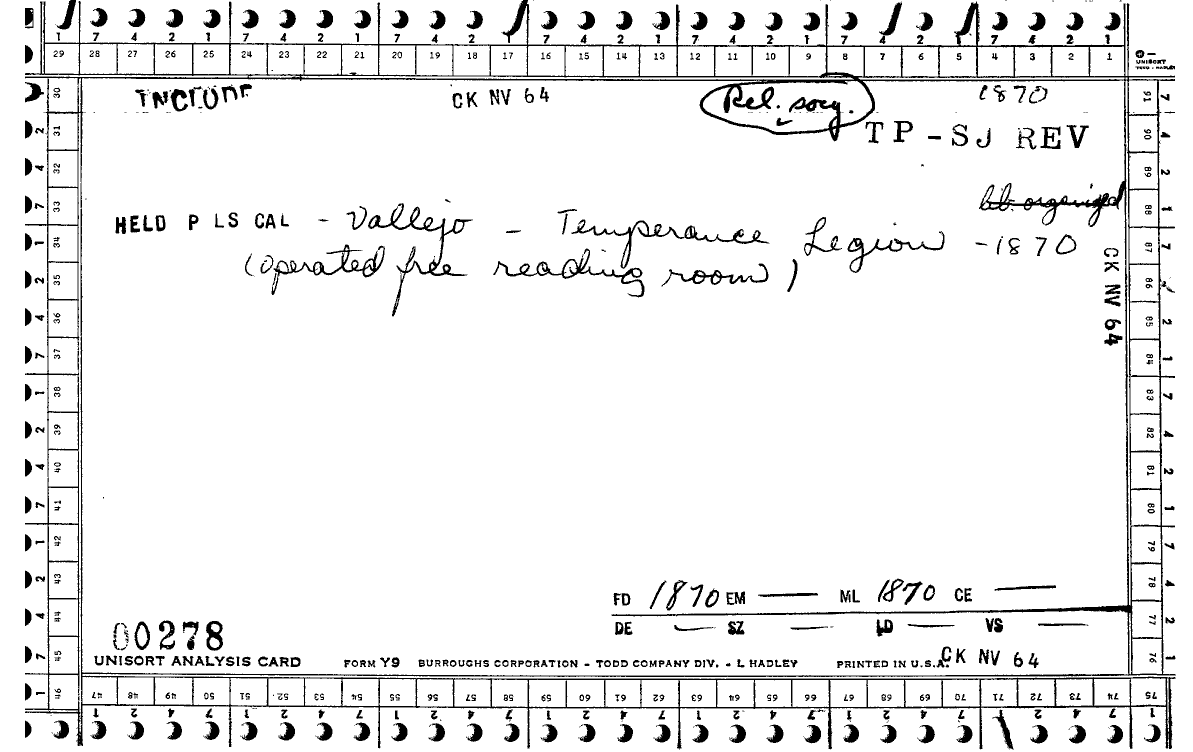 1 7 4 2 1 7 4 2 1 7 4 2 1 7 4 2 1 7 4 2 1 7 4 2 1 7 4 2 1
29 28 27 26 25 24 23 22 21 20 19 18 17 16 15 14 13 12 11 10 9 8 7 6 5 4 3 2 1
UNISORT
TODD - HADLEY
INCLUDE CK NV 64 Rel. socy. 1870
TP-SJ REV
lib. organized
HELD P LS CAL - Vallejo - Temperance Legion - 1870
(operated free reading room)
CK NV 64
30 31 32 33 34 35 36 37 38 39 40 41 42 43 44 45 46
91 90 89 88 87 86 85 84 83 82 81 80 79 78 77 76
FD 1870 EM — ML 1870 CE —
DE — SZ — LD — VS —
00278
CK NV 64
UNISORT ANALYSIS CARD FORM Y9 BURROUGHS CORPORATION - TODD COMPANY DIV. - L HADLEY PRINTED IN U.S.A.
47 48 49 50 51 52 53 54 55 56 57 58 59 60 61 62 63 64 65 66 67 68 69 70 71 72 73 74 75
1 2 4 7 1 2 4 7 1 2 4 7 1 2 4 7 1 2 4 7 1 2 4 7 1 2 4 7 1